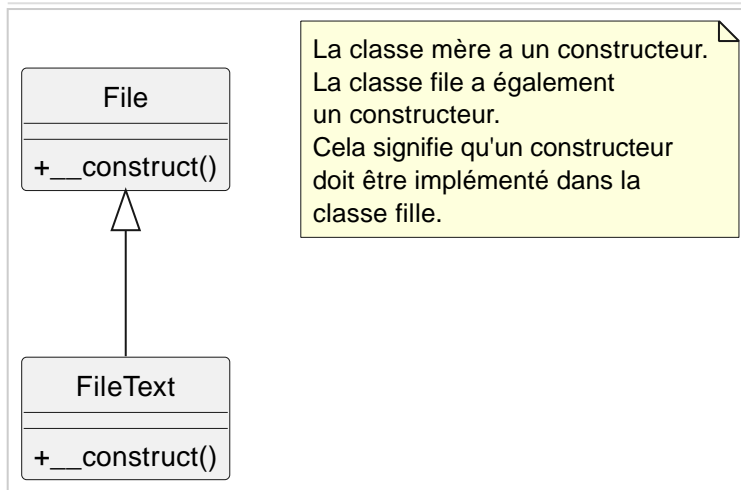 File
+__construct()
La classe mère a un constructeur.
La classe file a également
un constructeur.
Cela signifie qu'un constructeur
doit être implémenté dans la
classe fille.
FileText
+__construct()